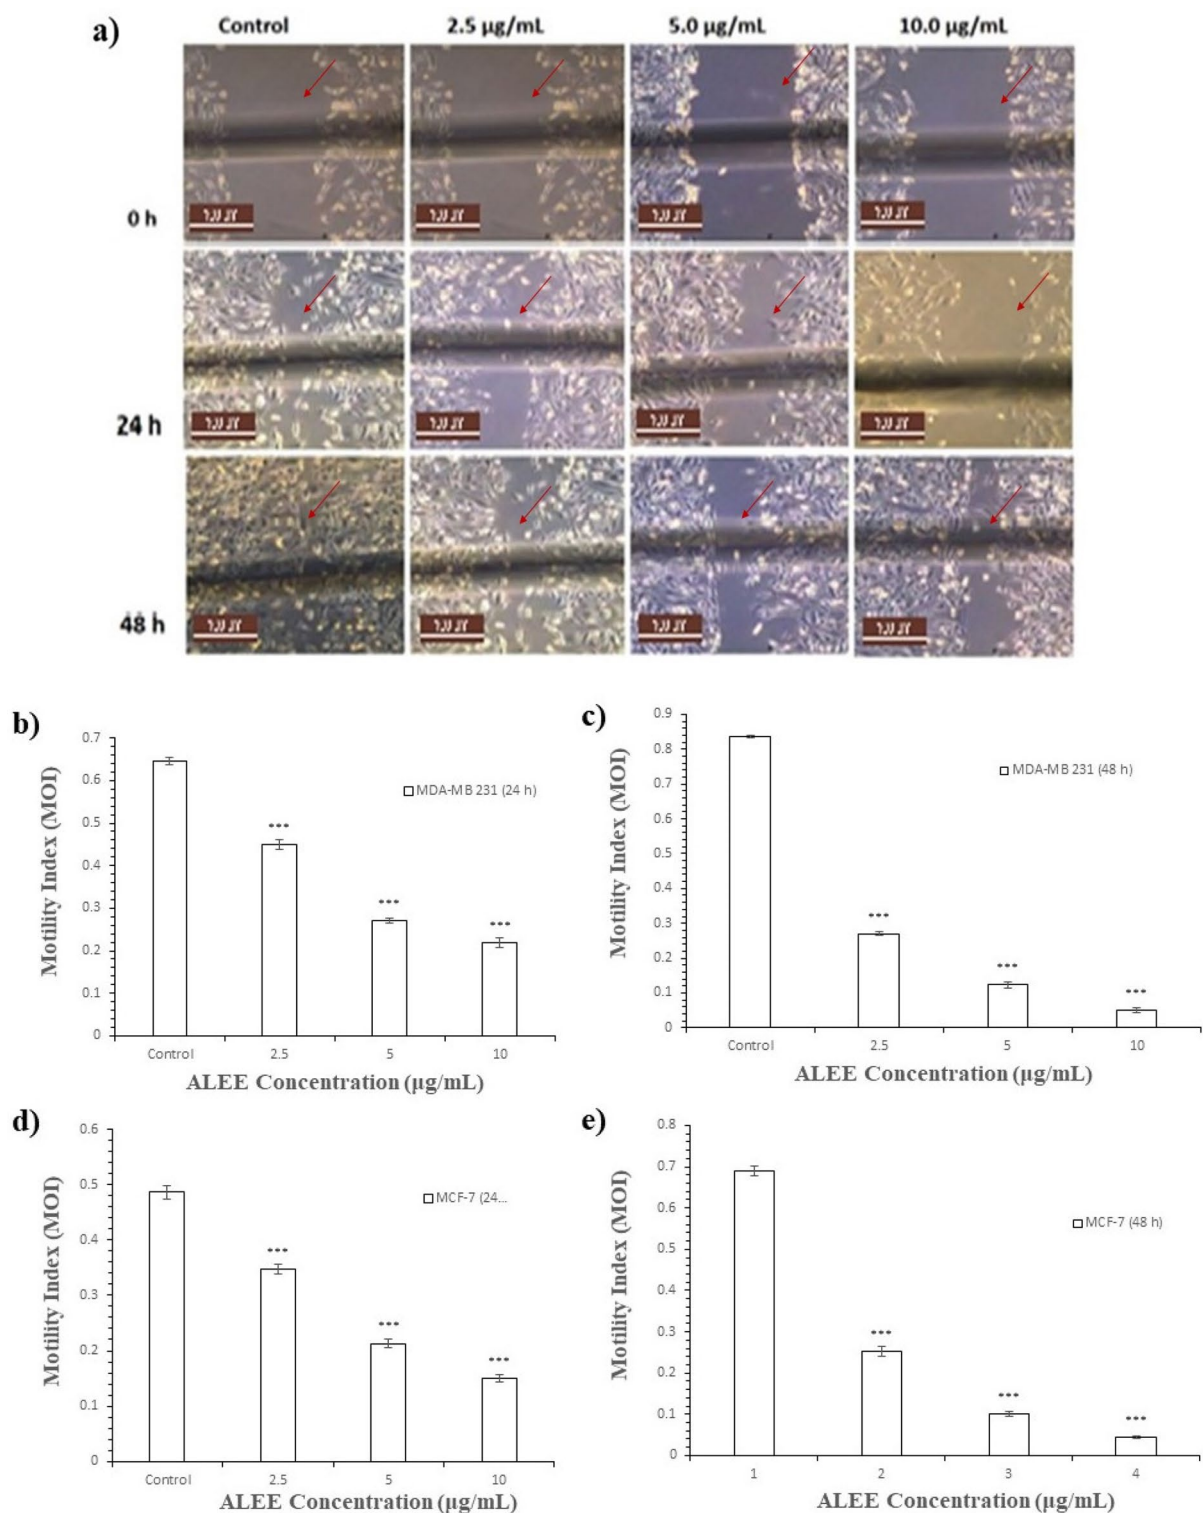 a)
Control 2.5 µg/mL 5.0 µg/mL 10.0 µg/mL
0 h
24 h
48 h
b)
0.7
0.6
0.5
0.4
0.3
0.2
0.1
0
Motility Index (MOI)
MDA-MB 231 (24 h)
***
***
***
Control 2.5 5 10
ALEE Concentration (µg/mL)
c)
0.9
0.8
0.7
0.6
0.5
0.4
0.3
0.2
0.1
0
Motility Index (MOI)
MDA-MB 231 (48 h)
***
***
***
Control 2.5 5 10
ALEE Concentration (µg/mL)
d)
0.6
0.5
0.4
0.3
0.2
0.1
0
Motility Index (MOI)
MCF-7 (24...
***
***
***
Control 2.5 5 10
ALEE Concentration (µg/mL)
e)
0.8
0.7
0.6
0.5
0.4
0.3
0.2
0.1
0
Motility Index (MOI)
MCF-7 (48 h)
***
***
***
1 2 3 4
ALEE Concentration (µg/mL)